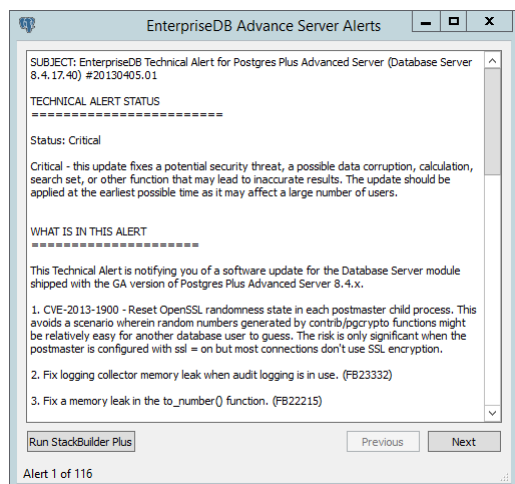 EnterpriseDB Advance Server Alerts
SUBJECT: EnterpriseDB Technical Alert for Postgres Plus Advanced Server (Database Server
8.4.17.40) #20130405.01
TECHNICAL ALERT STATUS
========================
Status: Critical
Critical - this update fixes a potential security threat, a possible data corruption, calculation,
search set, or other function that may lead to inaccurate results. The update should be
applied at the earliest possible time as it may affect a large number of users.
WHAT IS IN THIS ALERT
=====================
This Technical Alert is notifying you of a software update for the Database Server module
shipped with the GA version of Postgres Plus Advanced Server 8.4.x.
1. CVE-2013-1900 - Reset OpenSSL randomness state in each postmaster child process. This
avoids a scenario wherein random numbers generated by contrib/pgcrypto functions might
be relatively easy for another database user to guess. The risk is only significant when the
postmaster is configured with ssl = on but most connections don't use SSL encryption.
2. Fix logging collector memory leak when audit logging is in use. (FB23332)
3. Fix a memory leak in the to_number() function. (FB22215)
Run StackBuilder Plus
Previous
Next
Alert 1 of 116